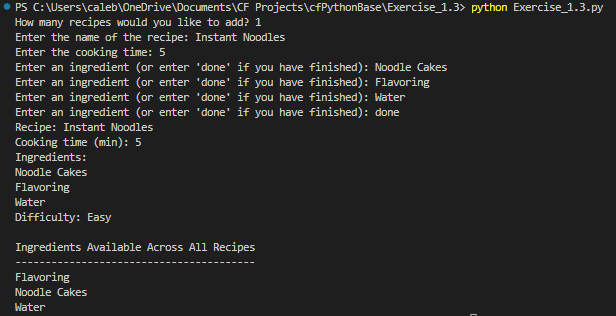 PS C:\Users\caleb\OneDrive\Documents\CF Projects\cfPythonBase\Exercise_1.3> python Exercise_1.3.py
How many recipes would you like to add? 1
Enter the name of the recipe: Instant Noodles
Enter the cooking time: 5
Enter an ingredient (or enter 'done' if you have finished): Noodle Cakes
Enter an ingredient (or enter 'done' if you have finished): Flavoring
Enter an ingredient (or enter 'done' if you have finished): Water
Enter an ingredient (or enter 'done' if you have finished): done
Recipe: Instant Noodles
Cooking time (min): 5
Ingredients:
Noodle Cakes
Flavoring
Water
Difficulty: Easy
Ingredients Available Across All Recipes
----------------------------------------
Flavoring
Noodle Cakes
Water